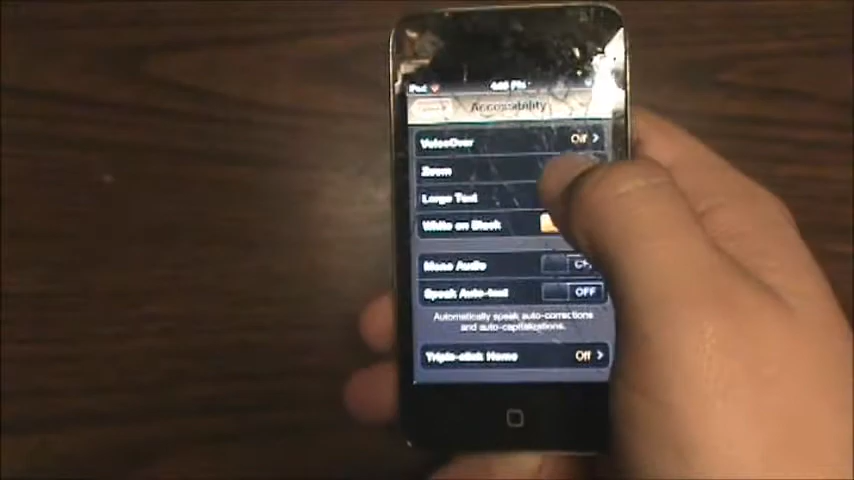 iPod
Accessibility
VoiceOver Off
Zoom
Large Text
White on Black
Mono Audio
Speak Auto-text OFF
Automatically speak auto-corrections
and auto-capitalizations.
Triple-click Home Off